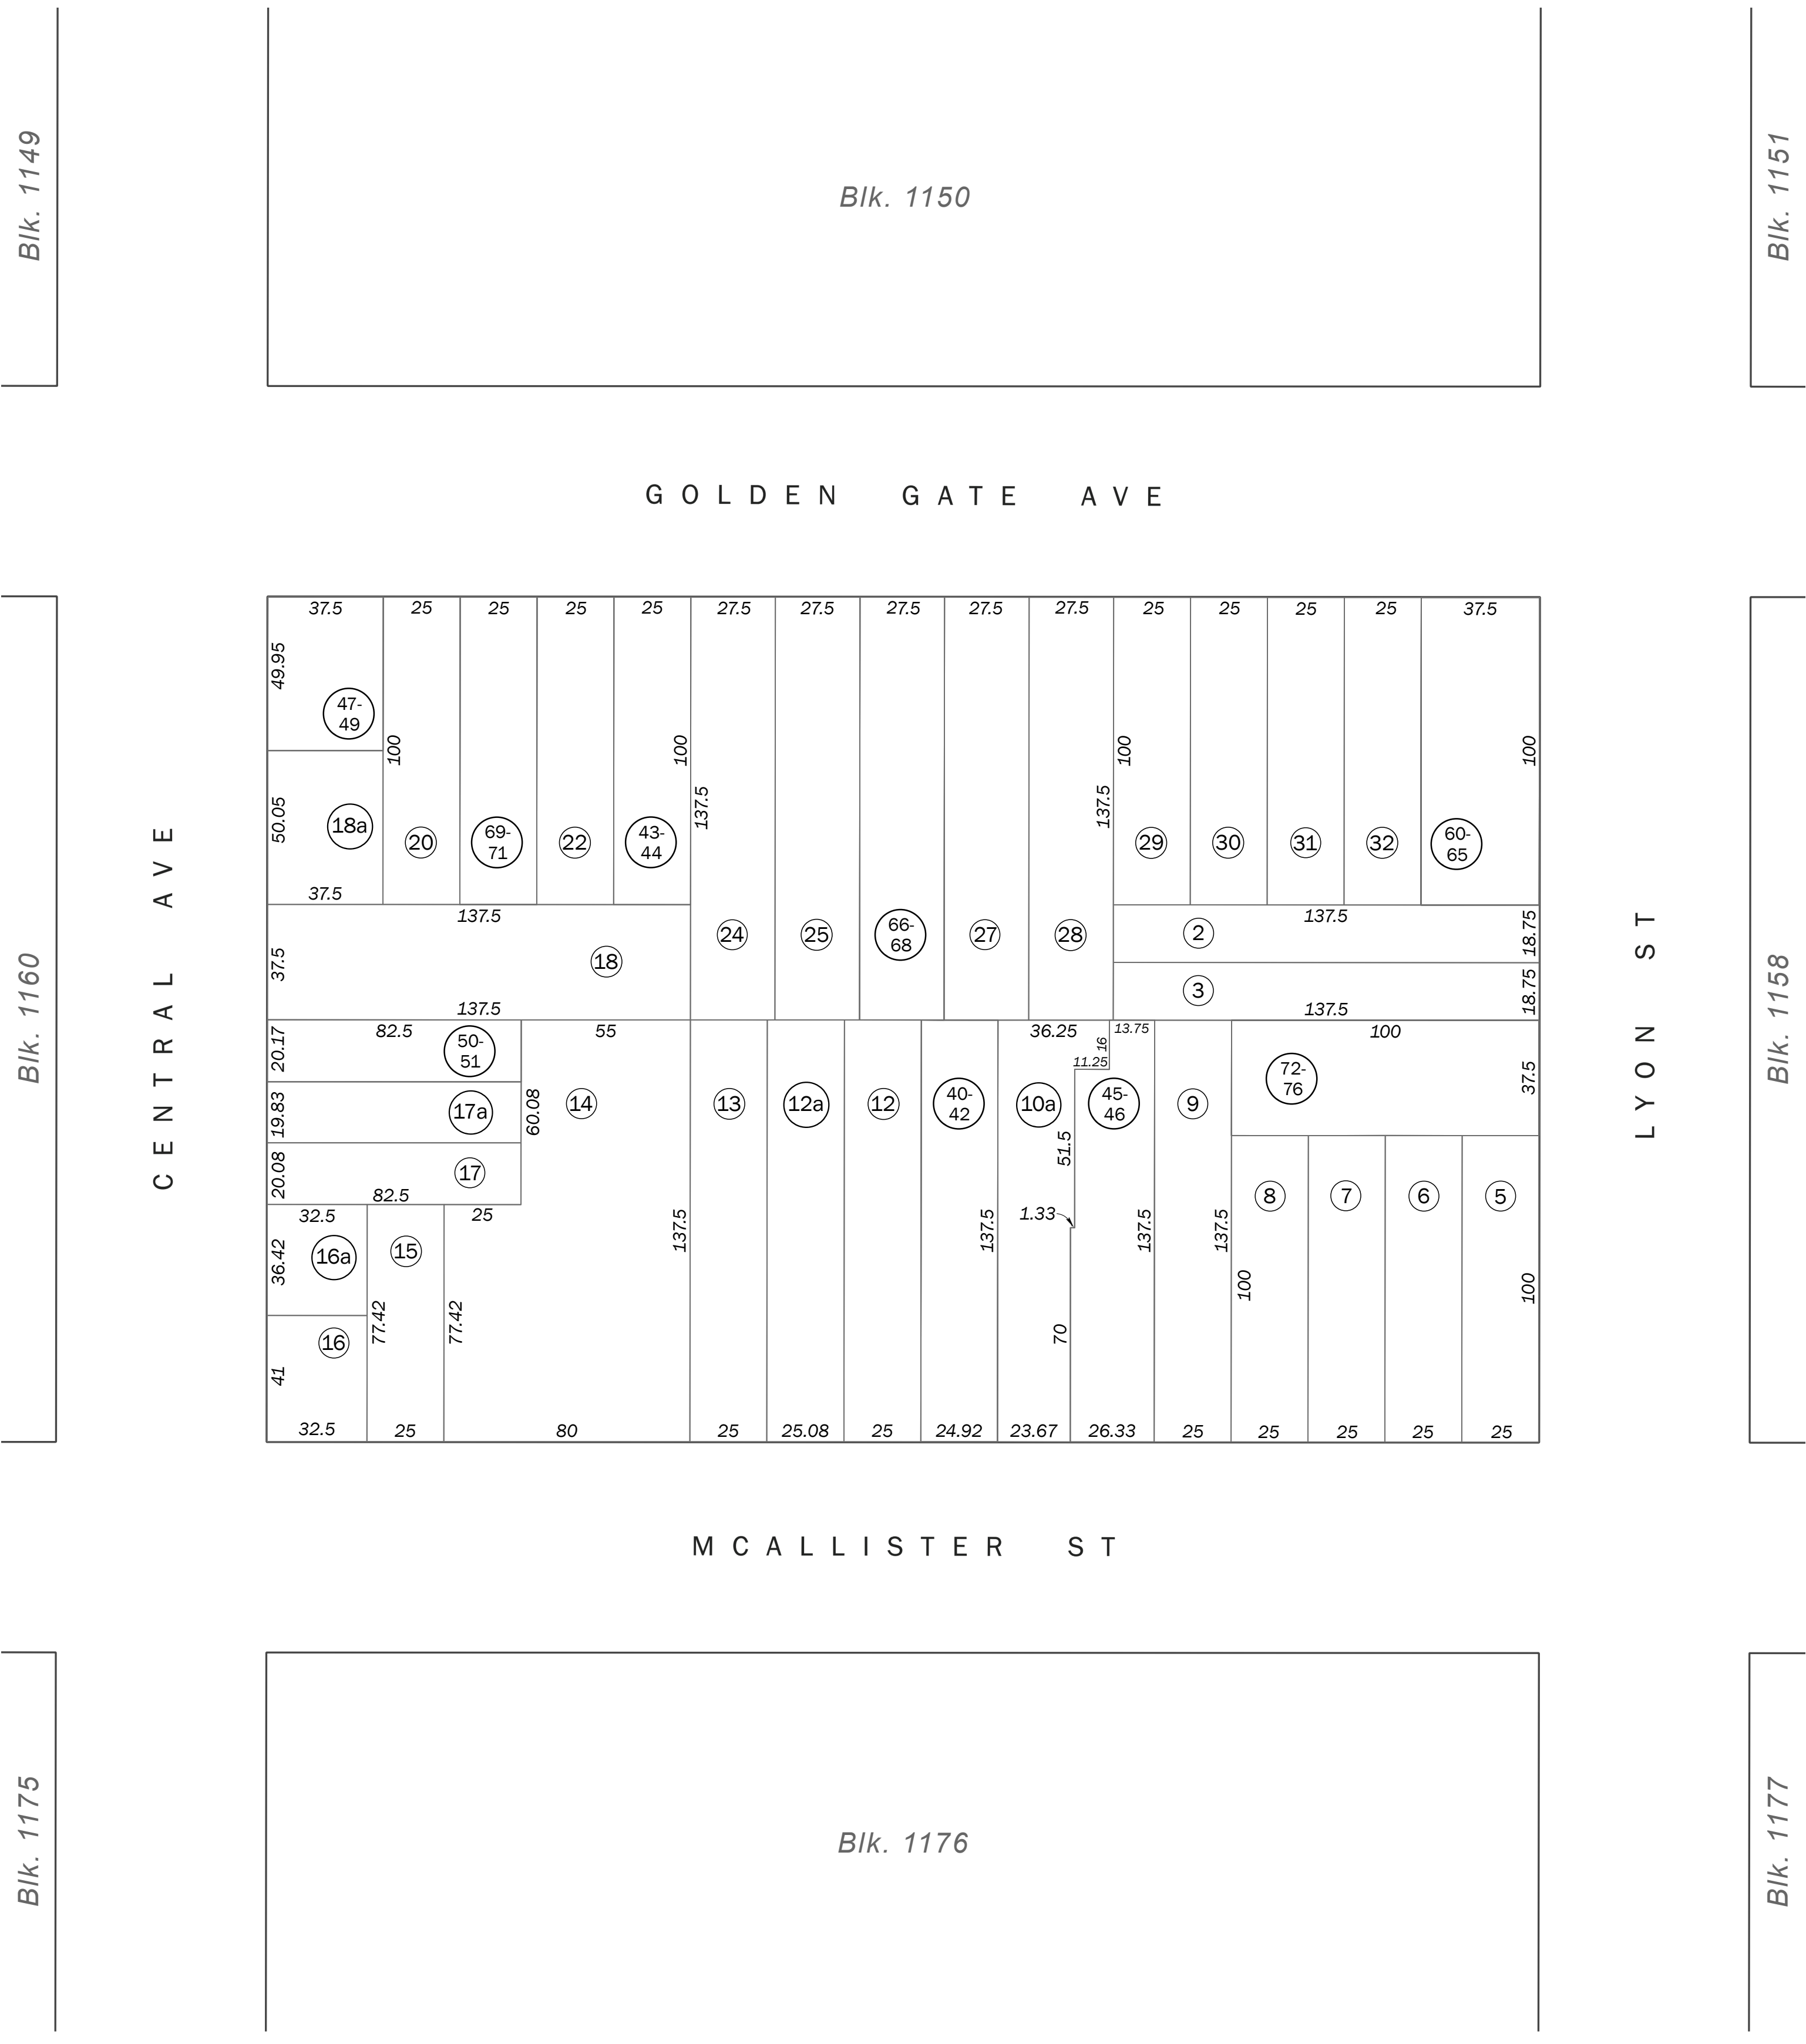 Blk. 1149
Blk. 1150
Blk. 1151
GOLDEN GATE AVE
37.5 25 25 25 25 27.5 27.5 27.5 27.5 27.5 25 25 25 25 37.5
49.95
47-
49
100 100 100 100
137.5 137.5
50.05
18a 20 69-
71
22 43-
44
29 30 31 32 60-
65
37.5
137.5 137.5
24 25 66-
68
27 28
2 18.75
37.5 18
3 18.75
137.5 137.5
CENTRAL AVE
LYON ST
Blk. 1160
Blk. 1158
20.17 82.5 50-
51
55 36.25 13.75 100
16
11.25
72-
76
37.5
19.83 17a 60.08 14 13 12a 12 40-
42
10a 45-
46
9
51.5
20.08 17
82.5
8 7 6 5
32.5 25
1.33
36.42 16a 15
137.5 137.5 137.5 137.5
100 100
77.42 77.42
70
16
41
32.5 25 80 25 25.08 25 24.92 23.67 26.33 25 25 25 25 25
MCALLISTER ST
Blk. 1175
Blk. 1176
Blk. 1177